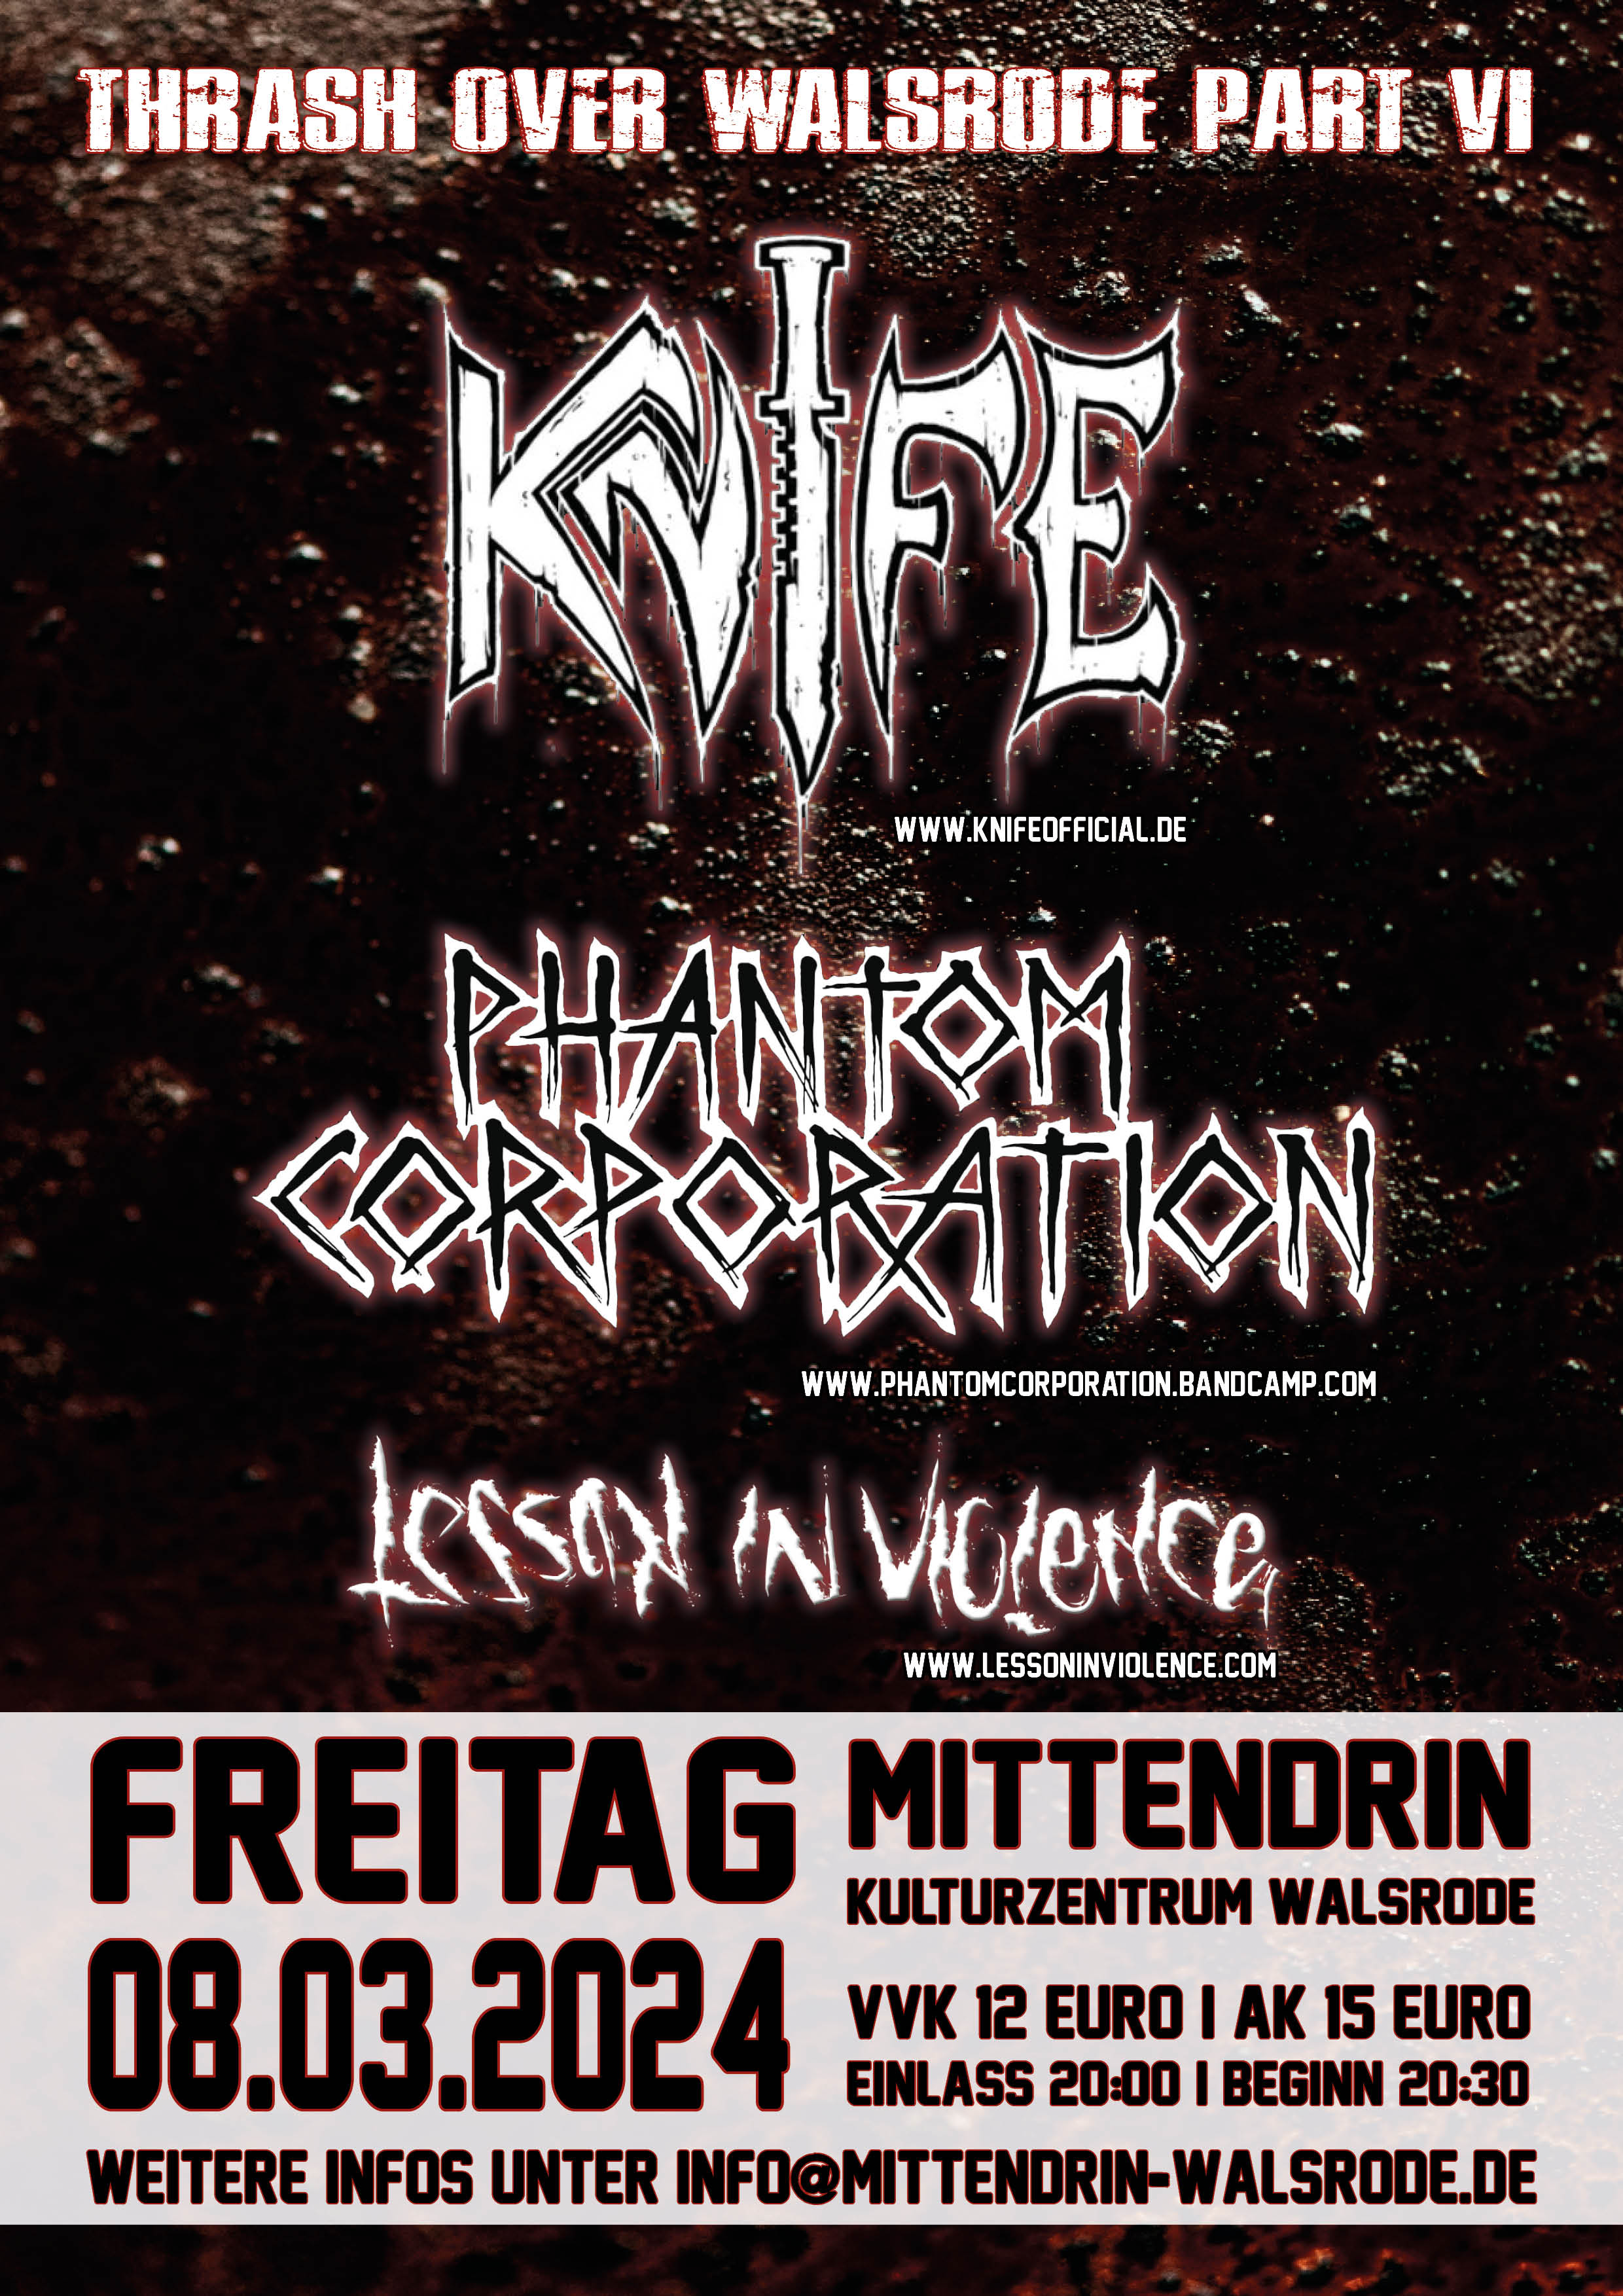 THRASH OVER WALSRODE PART VI
KNIFE
WWW.KNIFEOFFICIAL.DE
PHANTOM
CORPORATION
WWW.PHANTOMCORPORATION.BANDCAMP.COM
LESSON IN VIOLENCE
WWW.LESSONINVIOLENCE.COM
FREITAG
08.03.2024
MITTENDRIN
KULTURZENTRUM WALSRODE
VVK 12 EURO | AK 15 EURO
EINLASS 20:00 | BEGINN 20:30
WEITERE INFOS UNTER INFO@MITTENDRIN-WALSRODE.DE